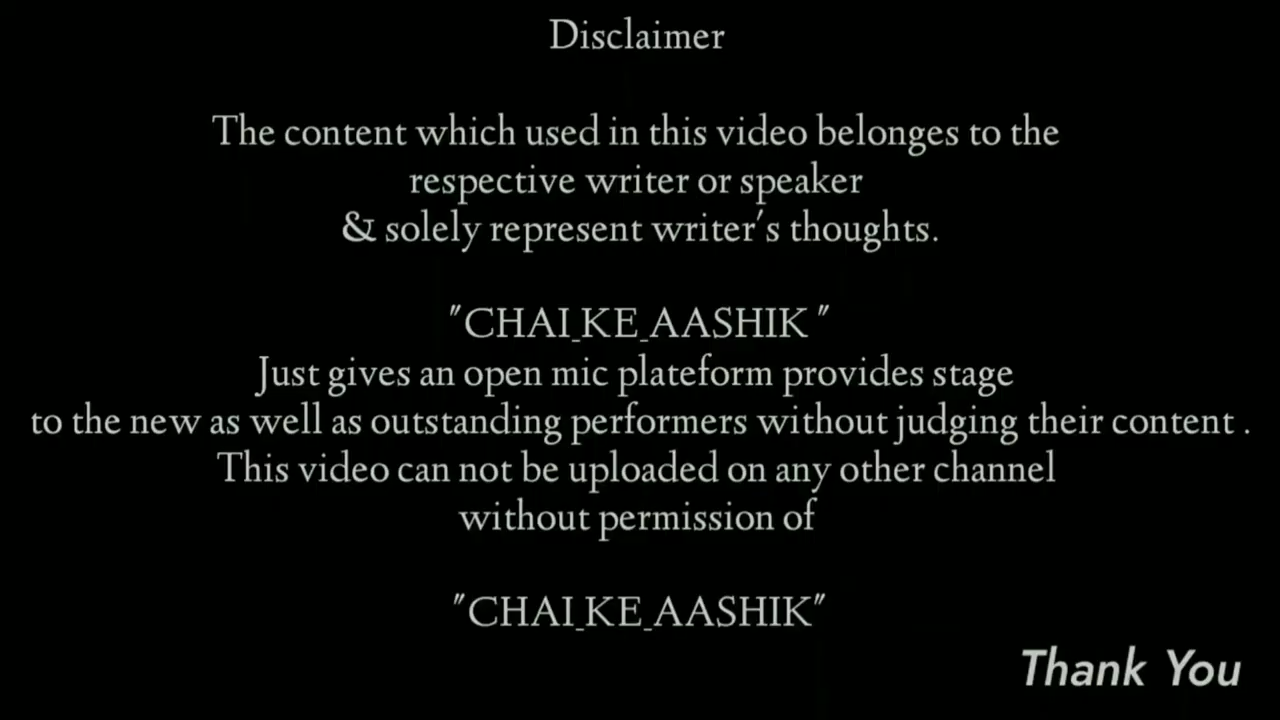 Disclaimer
The content which used in this video belonges to the
respective writer or speaker
& solely represent writer's thoughts.
"CHAI_KE_AASHIK "
Just gives an open mic plateform provides stage
to the new as well as outstanding performers without judging their content .
This video can not be uploaded on any other channel
without permission of
"CHAI_KE_AASHIK"
Thank You